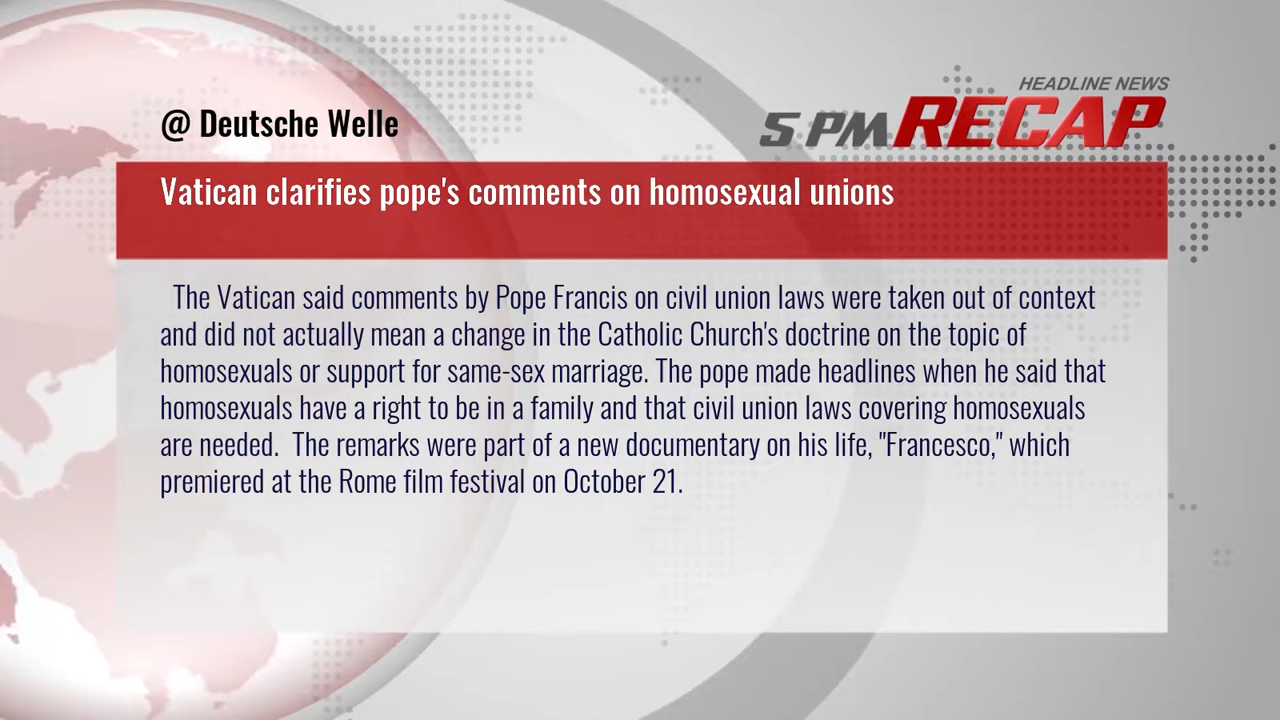 HEADLINE NEWS
@ Deutsche Welle
5 PM RECAP
Vatican clarifies pope's comments on homosexual unions
The Vatican said comments by Pope Francis on civil union laws were taken out of context
and did not actually mean a change in the Catholic Church's doctrine on the topic of
homosexuals or support for same-sex marriage. The pope made headlines when he said that
homosexuals have a right to be in a family and that civil union laws covering homosexuals
are needed.  The remarks were part of a new documentary on his life, "Francesco," which
premiered at the Rome film festival on October 21.